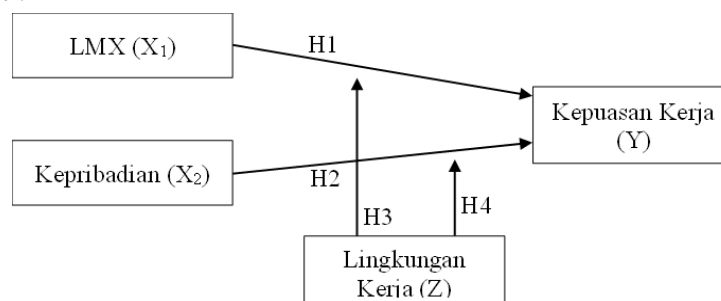 LMX (X₁)
H1
Kepuasan Kerja
(Y)
Kepribadian (X₂)
H2
H3
H4
Lingkungan
Kerja (Z)